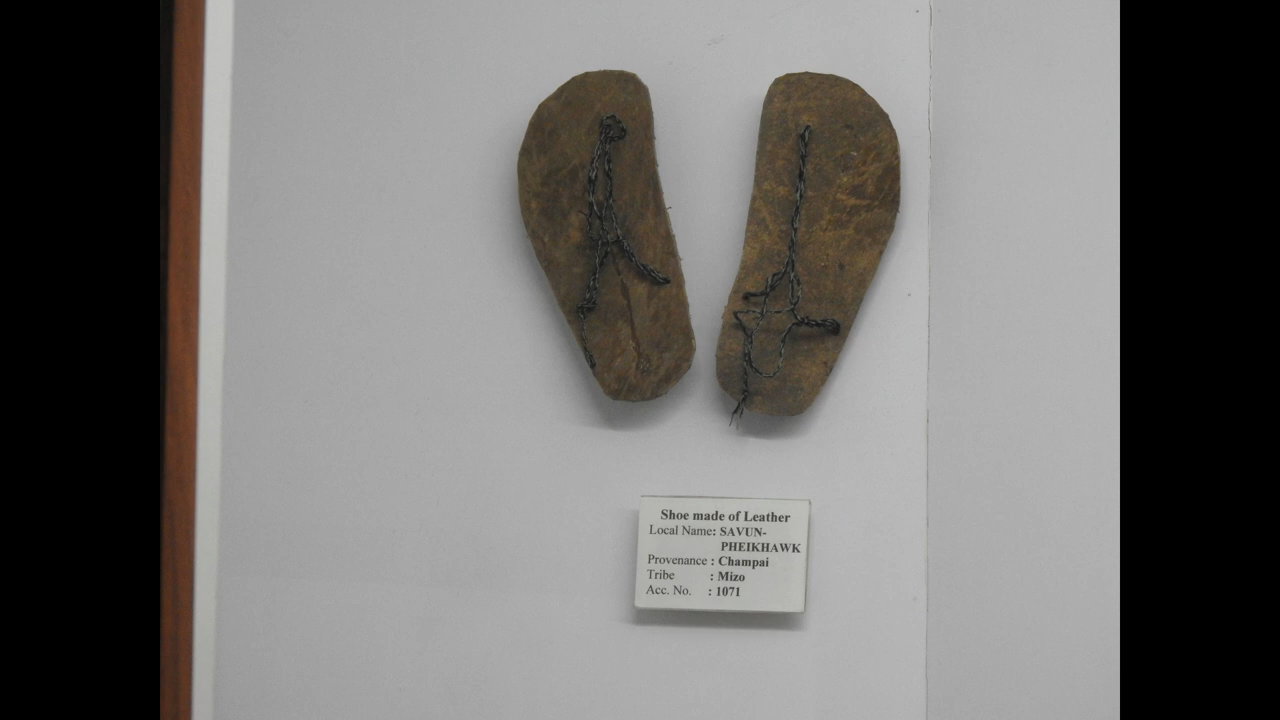 Shoe made of Leather
Local Name: SAVUN-
PHEIKHAWK
Provenance : Champai
Tribe : Mizo
Acc. No. : 1071